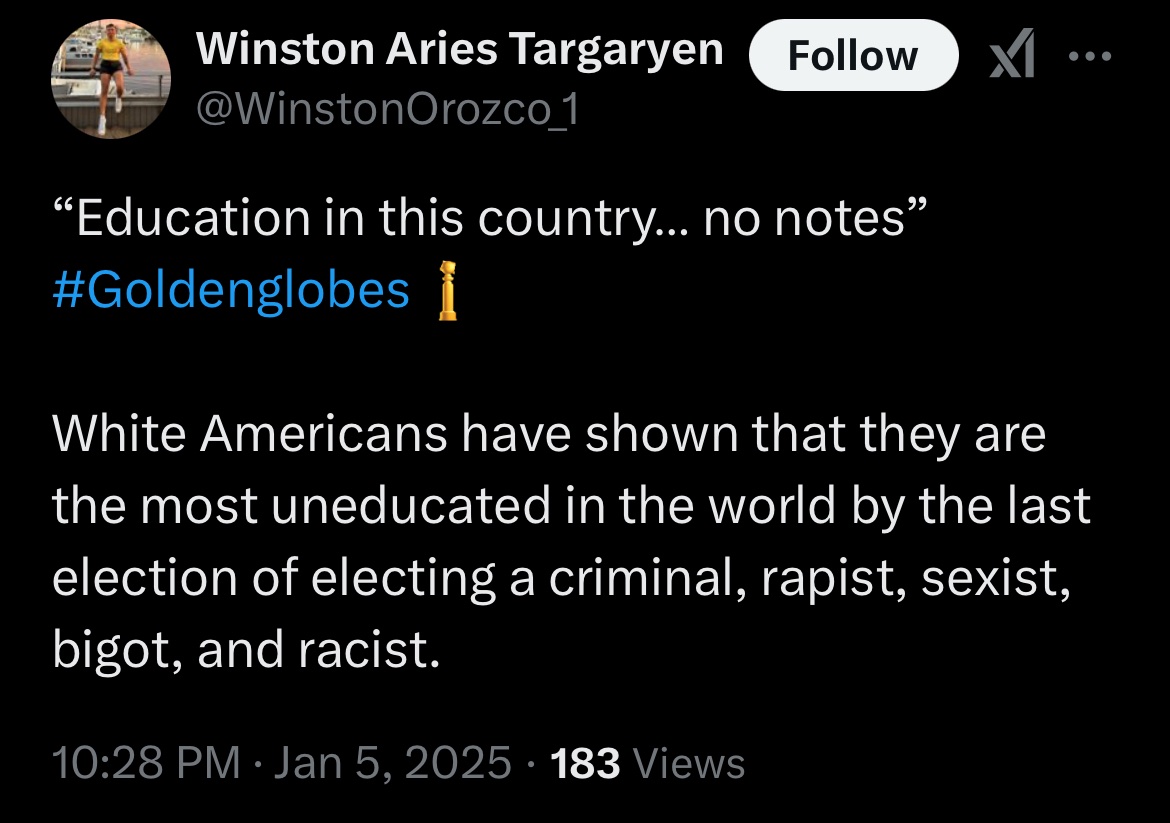 Winston Aries Targaryen
Follow
@WinstonOrozco_1
“Education in this country... no notes”
#Goldenglobes
White Americans have shown that they are
the most uneducated in the world by the last
election of electing a criminal, rapist, sexist,
bigot, and racist.
10:28 PM · Jan 5, 2025 · 183 Views